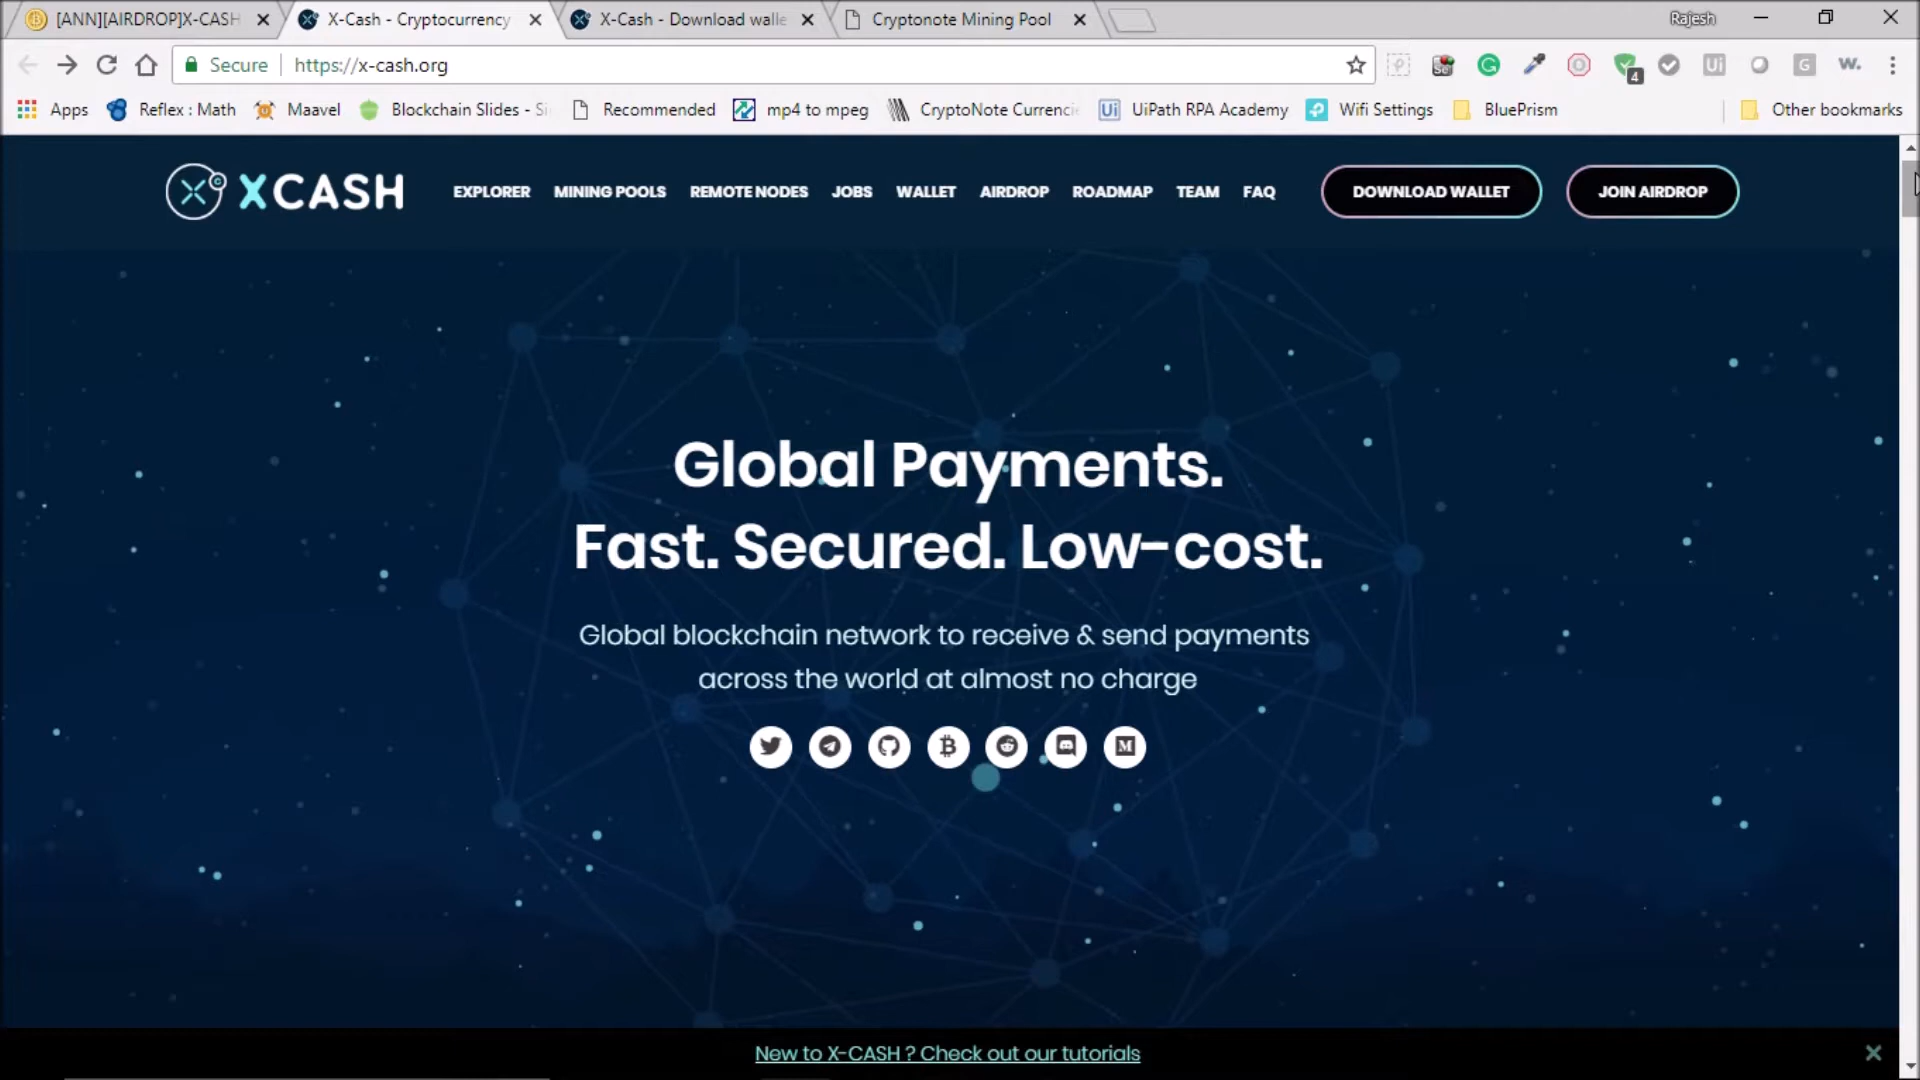 [ANN][AIRDROP]X-CASH
X-Cash - Cryptocurrency
X-Cash - Download walle
Cryptonote Mining Pool
Rajesh
Secure
https://x-cash.org
4
Ui
G
w.
Apps
Reflex : Math
Maavel
Blockchain Slides - Si
Recommended
mp4 to mpeg
CryptoNote Currenci
Ui
UiPath RPA Academy
Wifi Settings
BluePrism
Other bookmarks
XCASH
EXPLORER
MINING POOLS
REMOTE NODES
JOBS
WALLET
AIRDROP
ROADMAP
TEAM
FAQ
DOWNLOAD WALLET
JOIN AIRDROP
Global Payments.
Fast. Secured. Low-cost.
Global blockchain network to receive & send payments
across the world at almost no charge
New to X-CASH ? Check out our tutorials